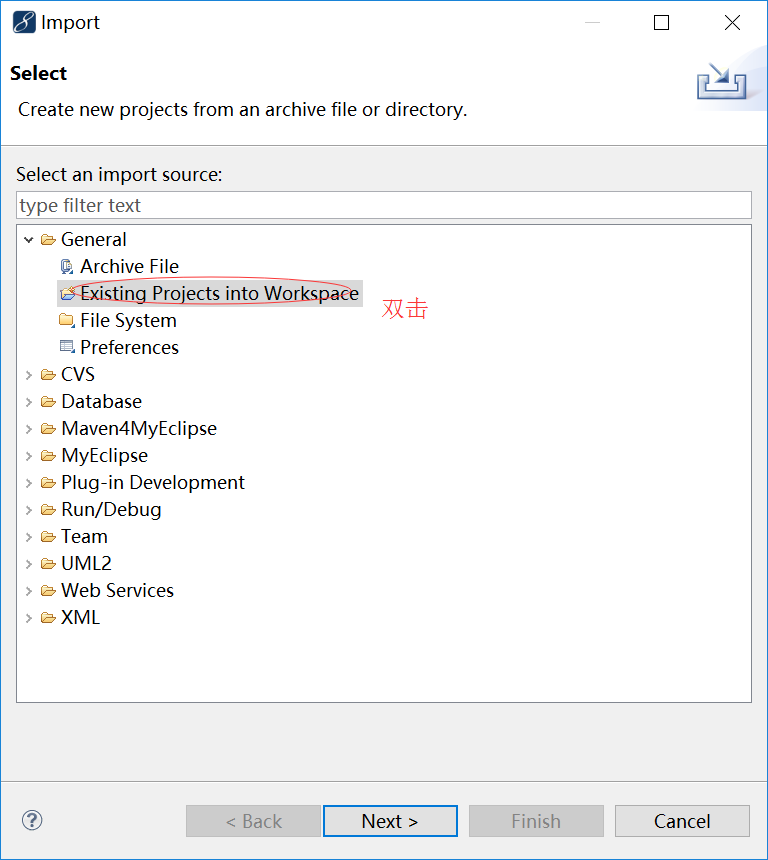 Import
Select
Create new projects from an archive file or directory.
Select an import source:
type filter text
General
Archive File
Existing Projects into Workspace
双击
File System
Preferences
CVS
Database
Maven4MyEclipse
MyEclipse
Plug-in Development
Run/Debug
Team
UML2
Web Services
XML
< Back
Next >
Finish
Cancel